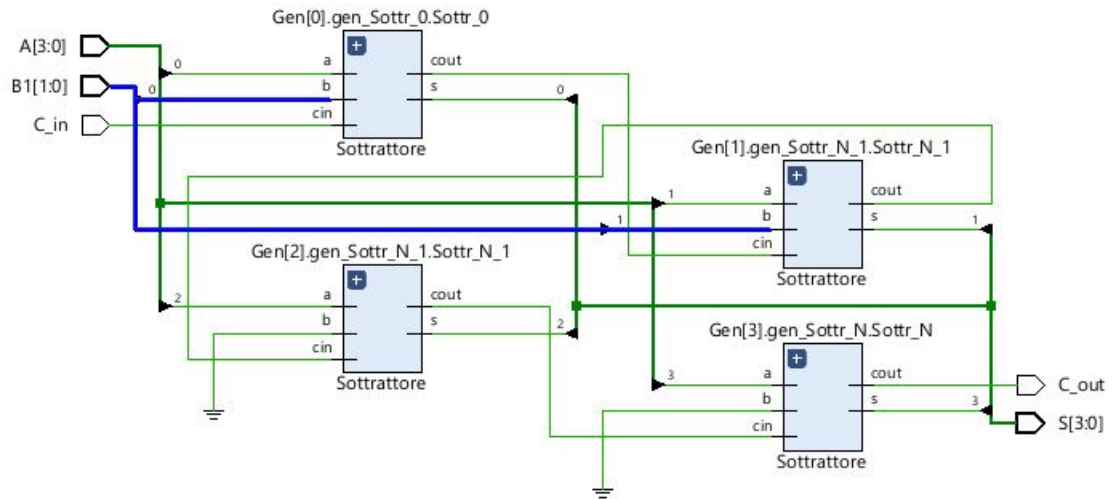 Gen[0].gen_Sottr_0.Sottr_0
A[3:0]
B1[1:0]
C_in
0
0
a
b
cin
cout
s
0
Sottrattore
Gen[1].gen_Sottr_N_1.Sottr_N_1
1
1
a
b
cin
cout
s
1
Sottrattore
Gen[2].gen_Sottr_N_1.Sottr_N_1
2
a
b
cin
cout
s
2
Sottrattore
Gen[3].gen_Sottr_N.Sottr_N
3
a
b
cin
cout
s
3
Sottrattore
C_out
S[3:0]